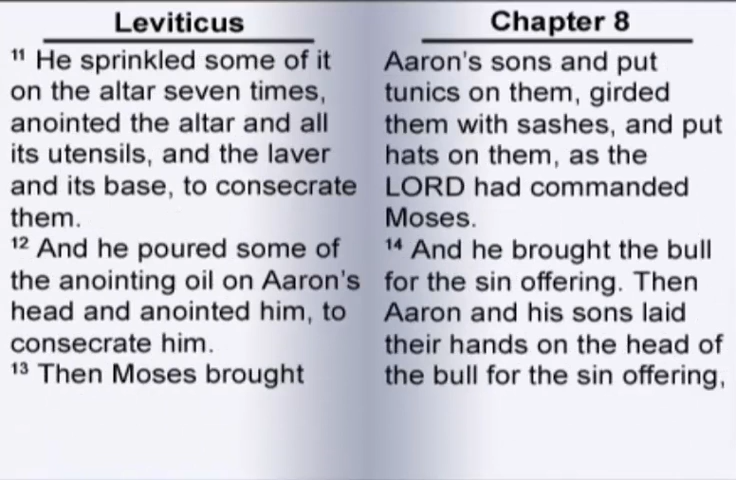 Leviticus
¹¹ He sprinkled some of it
on the altar seven times,
anointed the altar and all
its utensils, and the laver
and its base, to consecrate
them.
¹² And he poured some of
the anointing oil on Aaron's
head and anointed him, to
consecrate him.
¹³ Then Moses brought
Chapter 8
Aaron's sons and put
tunics on them, girded
them with sashes, and put
hats on them, as the
LORD had commanded
Moses.
¹⁴ And he brought the bull
for the sin offering. Then
Aaron and his sons laid
their hands on the head of
the bull for the sin offering,